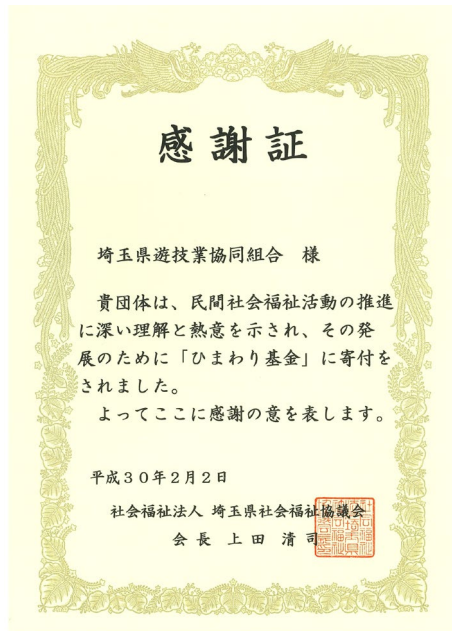 感謝証
埼玉県遊技業協同組合　様
貴団体は、民間社会福祉活動の推進
に深い理解と熱意を示され、その発
展のために「ひまわり基金」に寄付を
されました。
よってここに感謝の意を表します。
平成３０年２月２日
社会福祉法人 埼玉県社会福祉協議会
会長 上田 清司